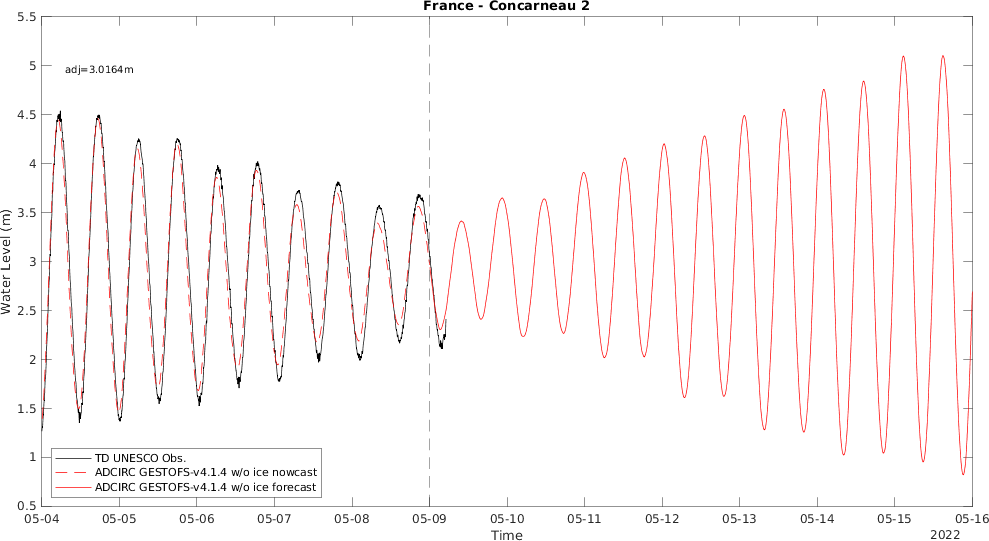 France - Concarneau 2
adj=3.0164m
Water Level (m)
5.5
5
4.5
4
3.5
3
2.5
2
1.5
1
0.5
TD UNESCO Obs.
ADCIRC GESTOFS-v4.1.4 w/o ice nowcast
ADCIRC GESTOFS-v4.1.4 w/o ice forecast
05-04 05-05 05-06 05-07 05-08 05-09 05-10 05-11 05-12 05-13 05-14 05-15 05-16
Time
2022